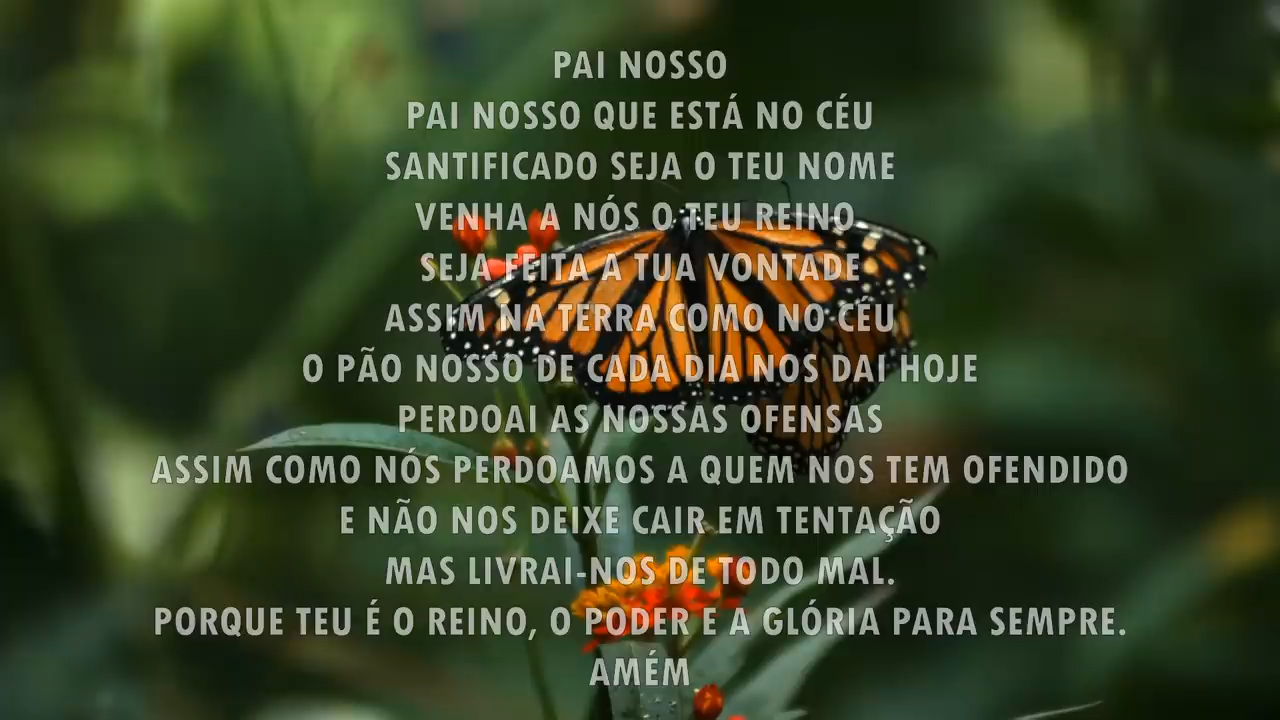 PAI NOSSO
PAI NOSSO QUE ESTÁ NO CÉU
SANTIFICADO SEJA O TEU NOME
VENHA A NÓS O TEU REINO
SEJA FEITA A TUA VONTADE
ASSIM NA TERRA COMO NO CÉU
O PÃO NOSSO DE CADA DIA NOS DAI HOJE
PERDOAI AS NOSSAS OFENSAS
ASSIM COMO NÓS PERDOAMOS A QUEM NOS TEM OFENDIDO
E NÃO NOS DEIXE CAIR EM TENTAÇÃO
MAS LIVRAI-NOS DE TODO MAL.
PORQUE TEU É O REINO, O PODER E A GLÓRIA PARA SEMPRE.
AMÉM